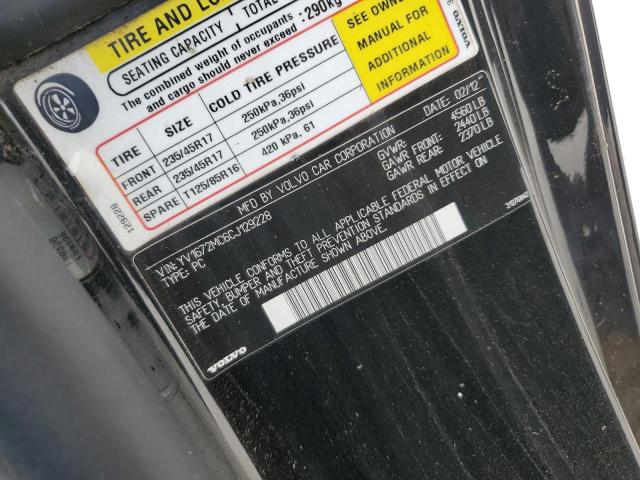 TIRE AND LO
SEATING CAPACITY TOTAL
The combined weight of occupants
and cargo should never exceed :290kg
TIRE SIZE COLD TIRE PRESSURE
FRONT 235/45R17 250kPa,36psi
REAR 235/45R17 250kPa,36psi
SPARE T125/85R16 420 kPa, 61
SEE OWNER
MANUAL FOR
ADDITIONAL
INFORMATION
VOLVO
129228
MFD BY VOLVO CAR CORPORATION DATE: 02/12
GVWR: 4560 LB
GAWR FRONT: 2440 LB
GAWR REAR: 2370 LB
VIN: YV1672MC6CJ129228
TYPE: PC
THIS VEHICLE CONFORMS TO ALL APPLICABLE FEDERAL MOTOR VEHICLE
SAFETY, BUMPER AND THEFT PREVENTION STANDARDS IN EFFECT ON
THE DATE OF MANUFACTURE SHOWN ABOVE.
VOLVO